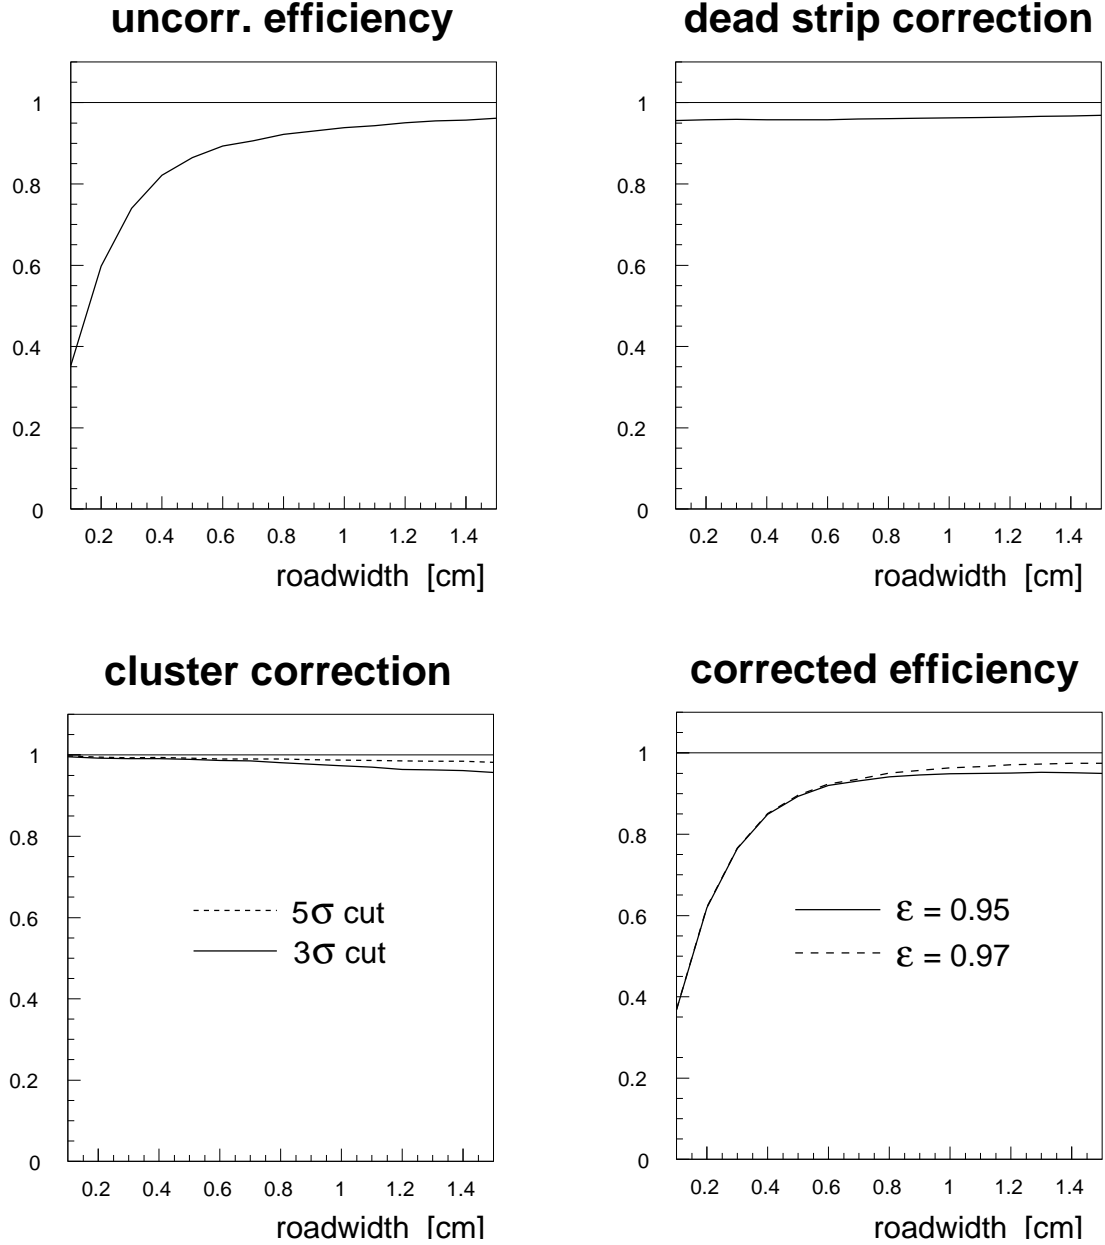 uncorr. efficiency
1
0.8
0.6
0.4
0.2
0
0.2 0.4 0.6 0.8 1 1.2 1.4
roadwidth [cm]
dead strip correction
1
0.8
0.6
0.4
0.2
0
0.2 0.4 0.6 0.8 1 1.2 1.4
roadwidth [cm]
cluster correction
1
0.8
0.6
0.4
0.2
0
5σ cut
3σ cut
0.2 0.4 0.6 0.8 1 1.2 1.4
roadwidth [cm]
corrected efficiency
1
0.8
0.6
0.4
0.2
0
ε = 0.95
ε = 0.97
0.2 0.4 0.6 0.8 1 1.2 1.4
roadwidth [cm]